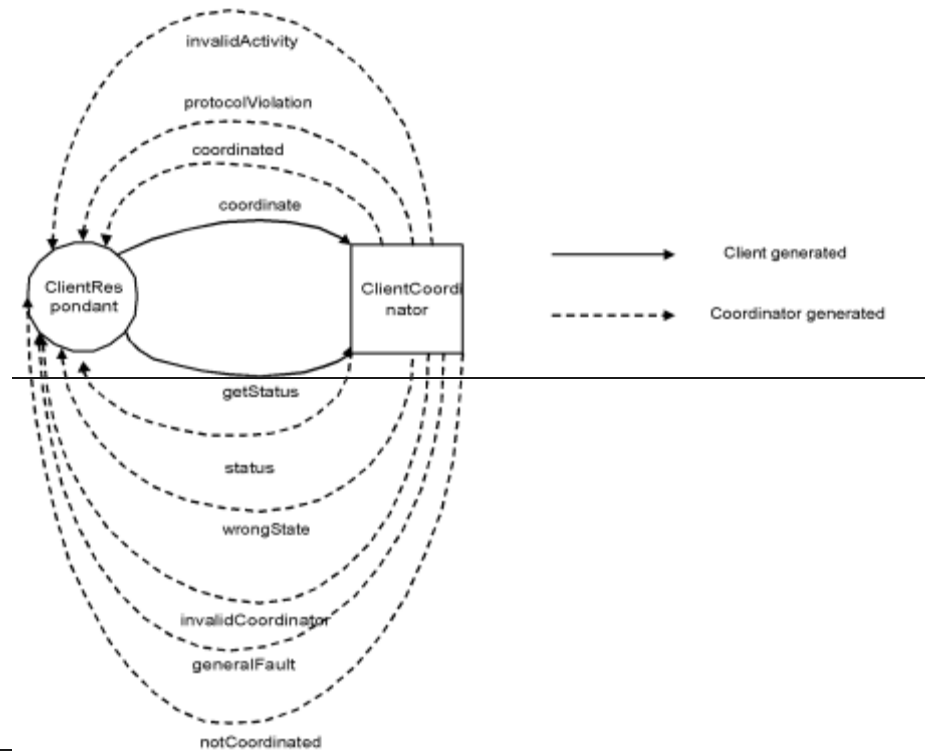 invalidActivity
protocolViolation
coordinated
coordinate
ClientRes
pondant
ClientCoordi
nator
Client generated
Coordinator generated
getStatus
status
wrongState
invalidCoordinator
generalFault
notCoordinated